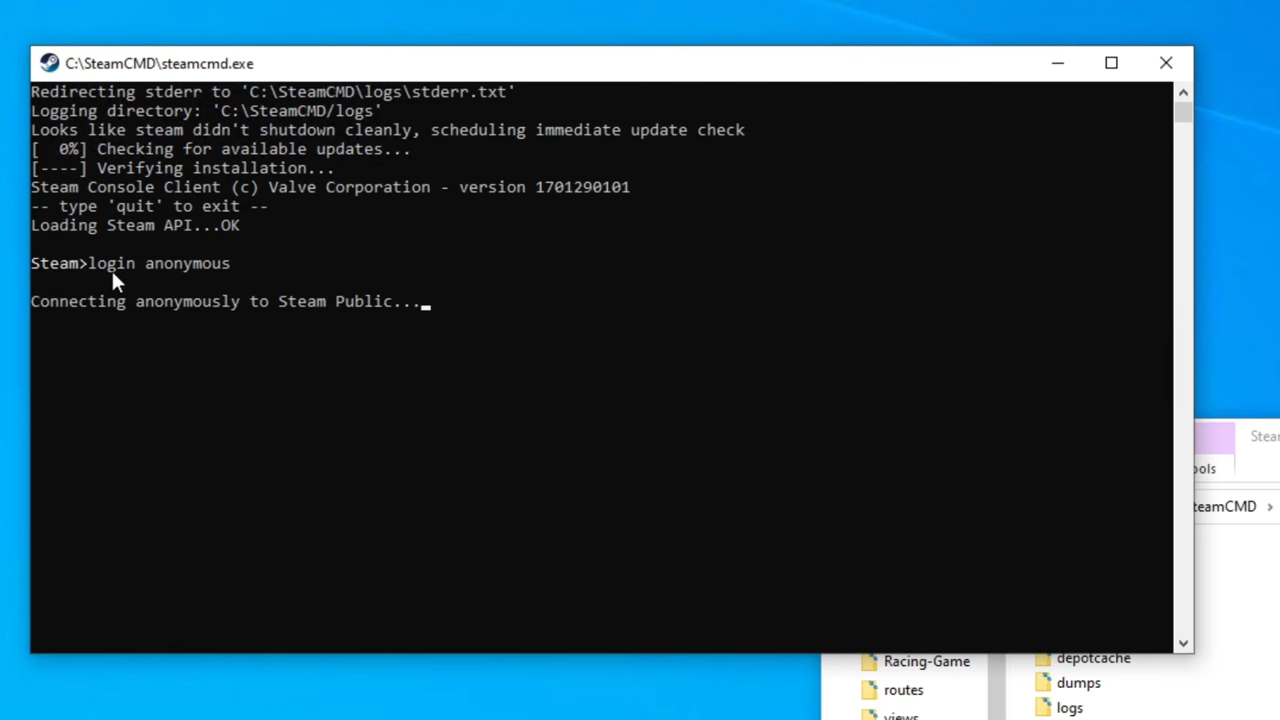 C:\SteamCMD\steamcmd.exe
Redirecting stderr to 'C:\SteamCMD\logs\stderr.txt'
Logging directory: 'C:\SteamCMD/logs'
Looks like steam didn't shutdown cleanly, scheduling immediate update check
[  0%] Checking for available updates...
[----] Verifying installation...
Steam Console Client (c) Valve Corporation - version 1701290101
-- type 'quit' to exit --
Loading Steam API...OK
Steam>login anonymous
Connecting anonymously to Steam Public..._
Stea
ools
teamCMD >
Racing-Game
routes
views
depotcache
dumps
logs